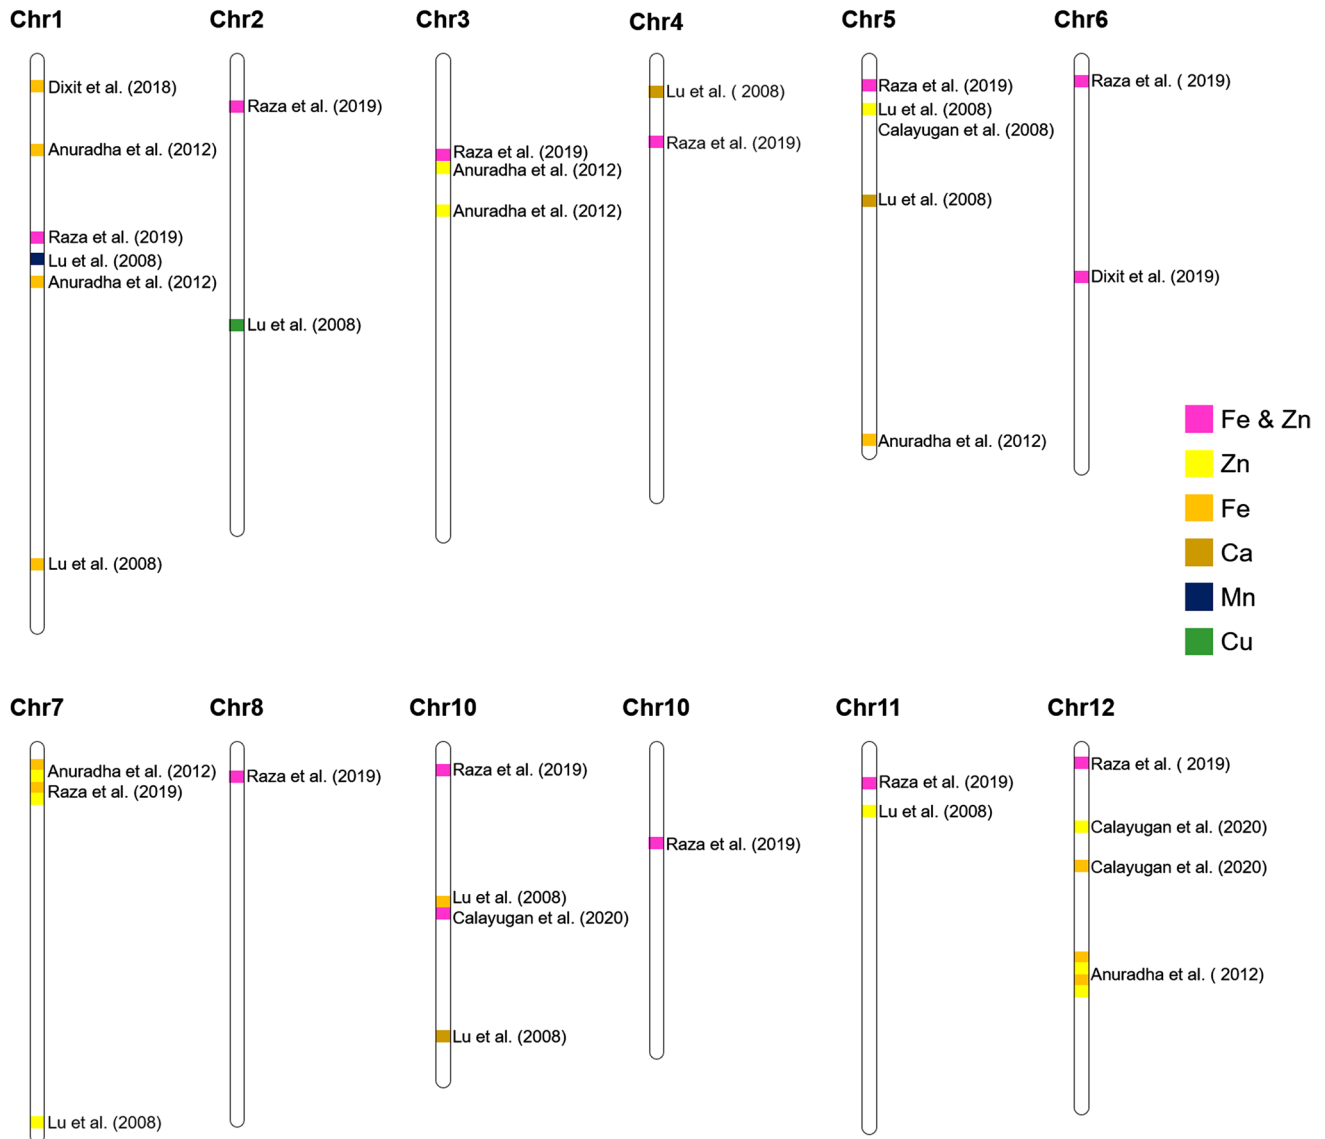 Chr1
Dixit et al. (2018)
Anuradha et al. (2012)
Raza et al. (2019)
Lu et al. (2008)
Anuradha et al. (2012)
Lu et al. (2008)
Chr2
Raza et al. (2019)
Lu et al. (2008)
Chr3
Raza et al. (2019)
Anuradha et al. (2012)
Anuradha et al. (2012)
Chr4
Lu et al. ( 2008)
Raza et al. (2019)
Chr5
Raza et al. (2019)
Lu et al. (2008)
Calayugan et al. (2008)
Lu et al. (2008)
Anuradha et al. (2012)
Chr6
Raza et al. ( 2019)
Dixit et al. (2019)
Fe & Zn
Zn
Fe
Ca
Mn
Cu
Chr7
Anuradha et al. (2012)
Raza et al. (2019)
Lu et al. (2008)
Chr8
Raza et al. (2019)
Chr10
Raza et al. (2019)
Lu et al. (2008)
Calayugan et al. (2020)
Lu et al. (2008)
Chr10
Raza et al. (2019)
Chr11
Raza et al. (2019)
Lu et al. (2008)
Chr12
Raza et al. ( 2019)
Calayugan et al. (2020)
Calayugan et al. (2020)
Anuradha et al. ( 2012)